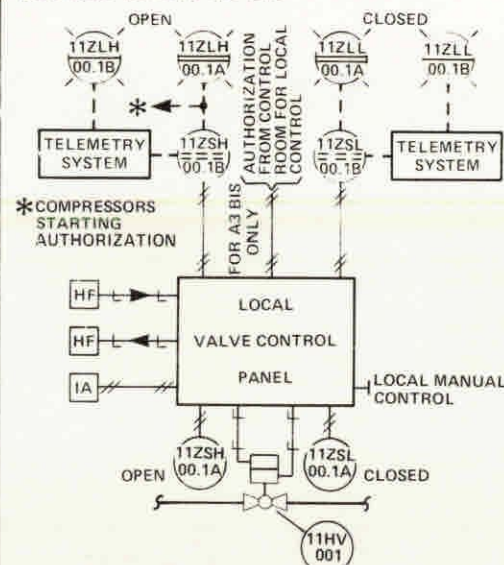 OPEN
CLOSED
11ZLH
00.1B
11ZLH
00.1A
11ZLL
00.1A
11ZLL
00.1B
*
TELEMETRY
SYSTEM
11ZSH
00.1B
AUTHORIZATION
FROM CONTROL
ROOM FOR LOCAL
CONTROL
11ZSL
00.1B
TELEMETRY
SYSTEM
*COMPRESSORS
STARTING
AUTHORIZATION
FOR A3 BIS
ONLY
HF
HF
IA
LOCAL
VALVE CONTROL
PANEL
LOCAL MANUAL
CONTROL
OPEN
11ZSH
00.1A
11ZSL
00.1A
CLOSED
11HV
001